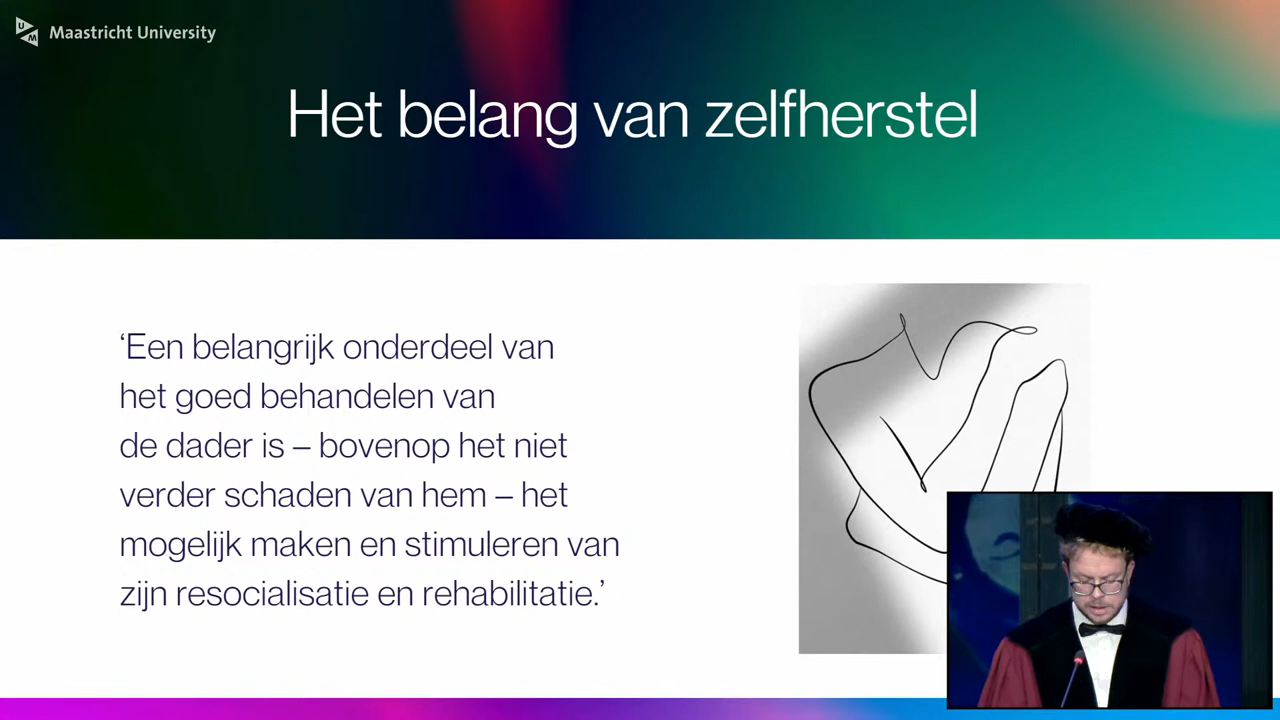 Maastricht University
Het belang van zelfherstel
‘Een belangrijk onderdeel van
het goed behandelen van
de dader is – bovenop het niet
verder schaden van hem – het
mogelijk maken en stimuleren van
zijn resocialisatie en rehabilitatie.’